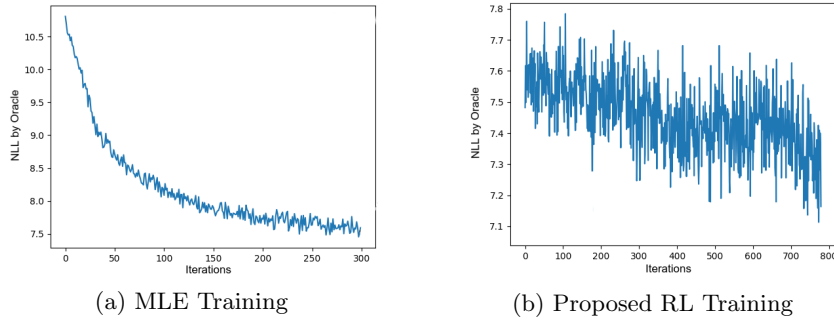 10.5
10.0
9.5
9.0
8.5
8.0
7.5
NLL by Oracle
0 50 100 150 200 250 300
Iterations
(a) MLE Training
7.8
7.7
7.6
7.5
7.4
7.3
7.2
7.1
NLL by Oracle
0 100 200 300 400 500 600 700 800
Iterations
(b) Proposed RL Training